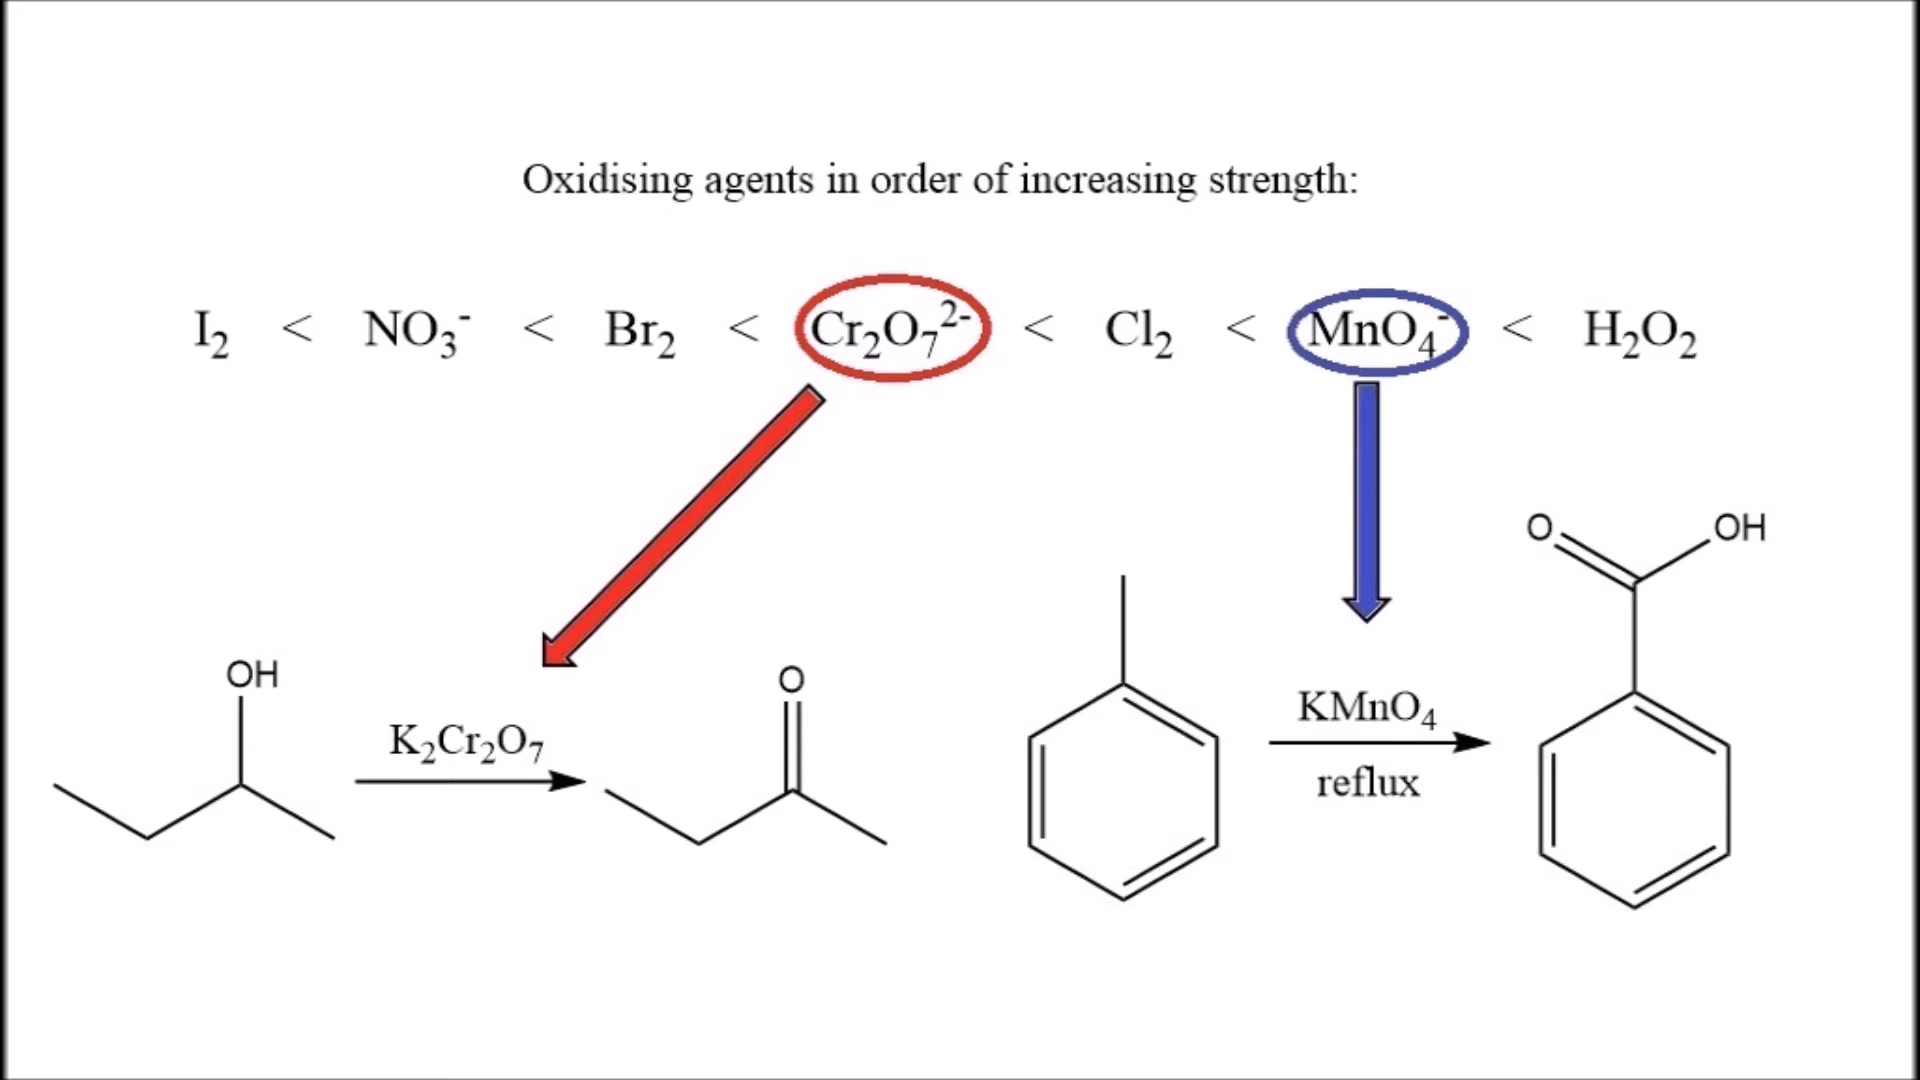 Oxidising agents in order of increasing strength:
I₂ < NO₃⁻ < Br₂ < Cr₂O₇²⁻ < Cl₂ < MnO₄⁻ < H₂O₂
OH
K₂Cr₂O₇
O
KMnO₄
reflux
O
OH